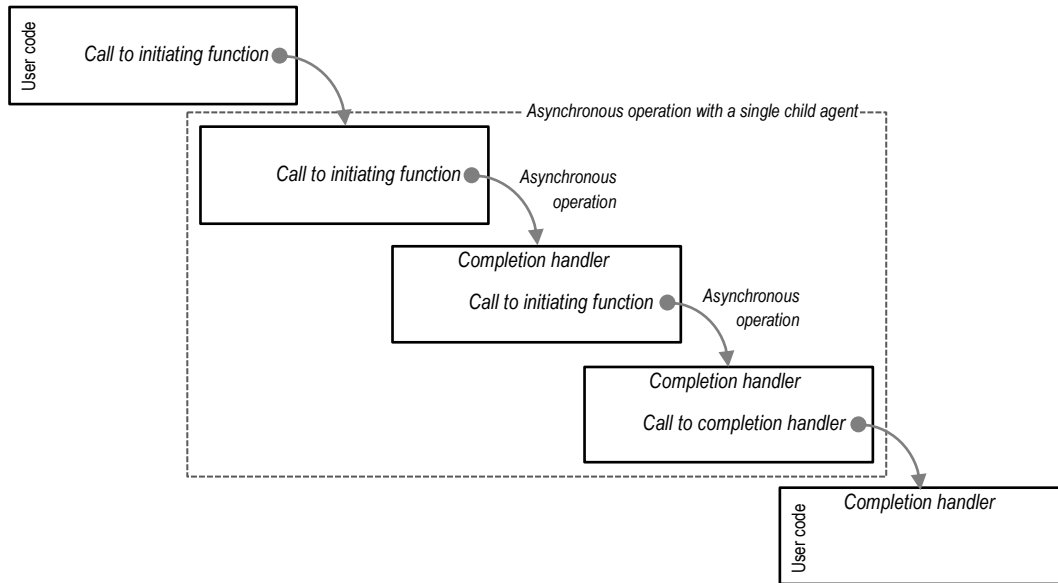 User code
Call to initiating function
Asynchronous operation with a single child agent
Call to initiating function
Asynchronous
operation
Completion handler
Call to initiating function
Asynchronous
operation
Completion handler
Call to completion handler
Completion handler
User code